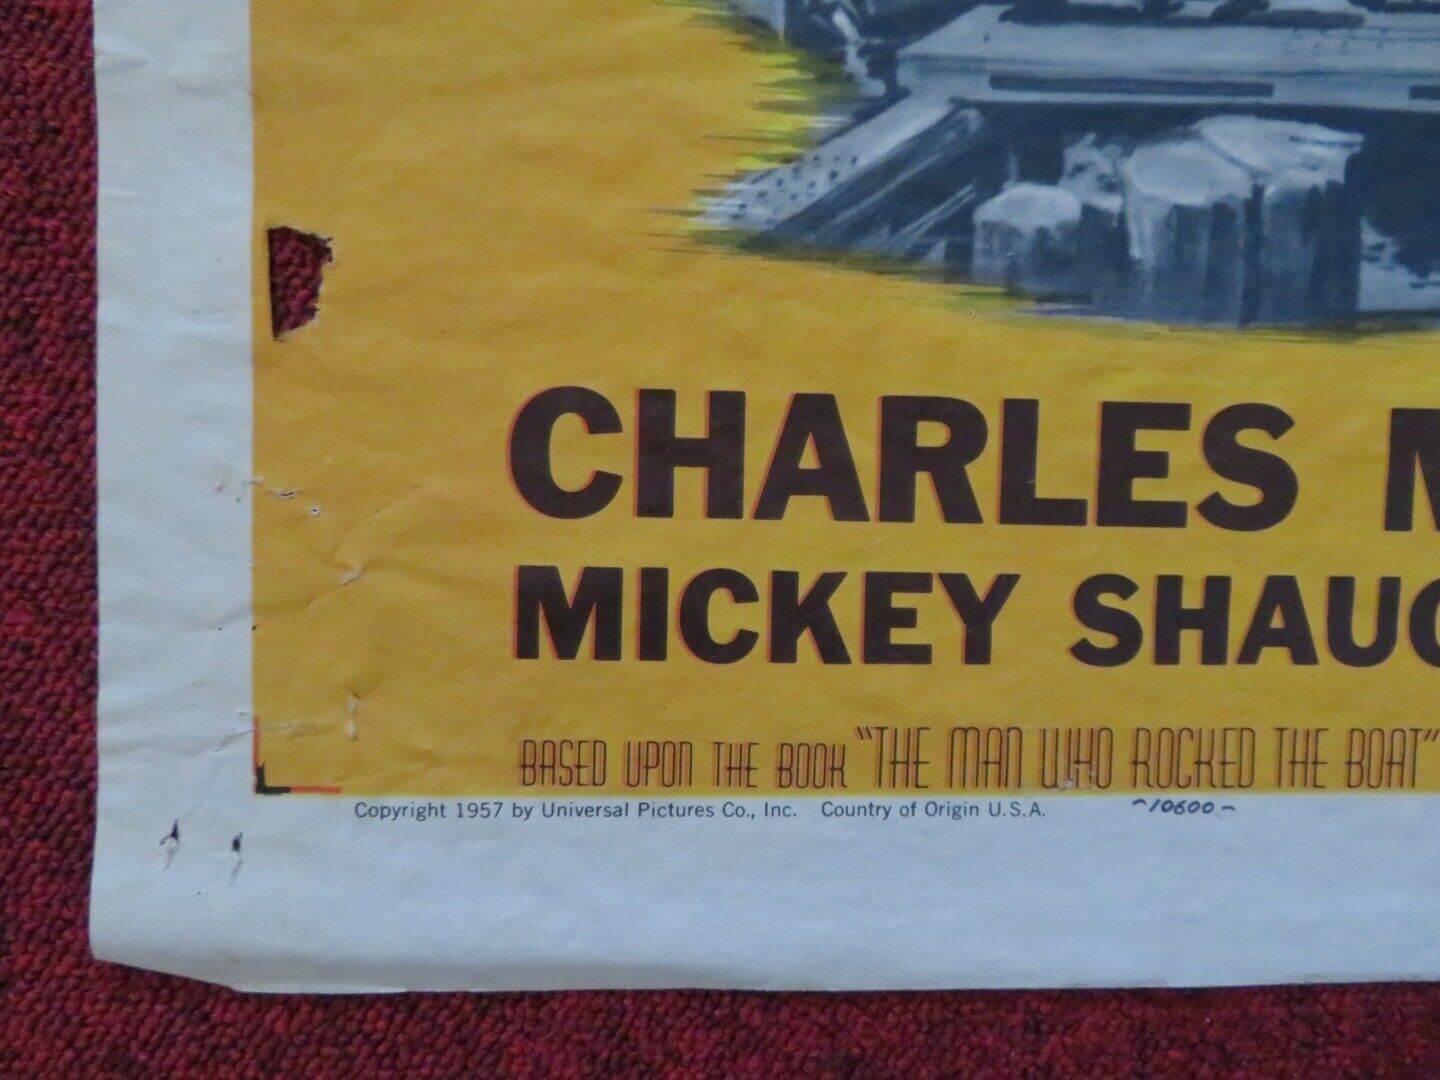 CHARLES M
MICKEY SHAUG
BASED UPON THE BOOK "THE MAN WHO ROCKED THE BOAT"
Copyright 1957 by Universal Pictures Co., Inc. Country of Origin U.S.A. ~10600~